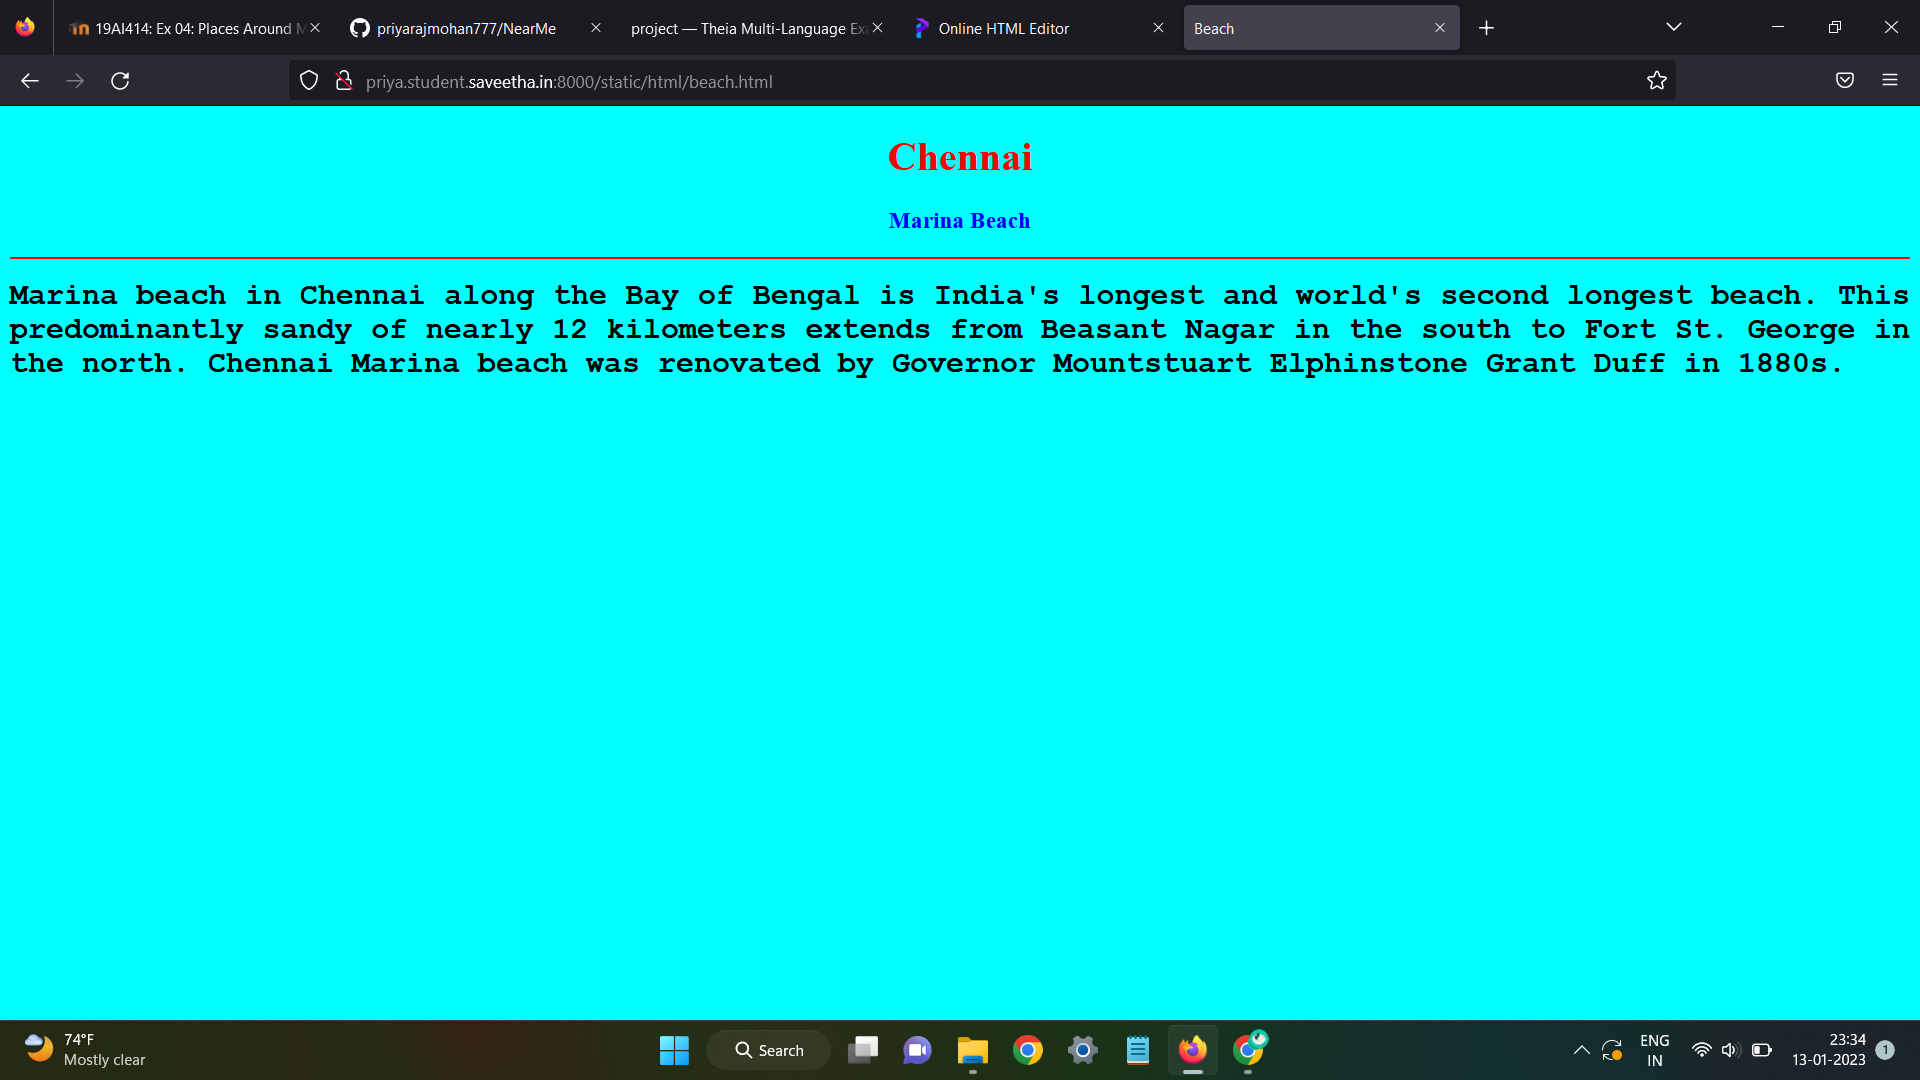 19AI414: Ex 04: Places Around M
priyarajmohan777/NearMe
project — Theia Multi-Language Exa
Online HTML Editor
Beach
priya.student.saveetha.in:8000/static/html/beach.html
Chennai
Marina Beach
Marina beach in Chennai along the Bay of Bengal is India's longest and world's second longest beach. This
predominantly sandy of nearly 12 kilometers extends from Beasant Nagar in the south to Fort St. George in
the north. Chennai Marina beach was renovated by Governor Mountstuart Elphinstone Grant Duff in 1880s.
74°F
Mostly clear
Search
ENG
IN
23:34
13-01-2023
1